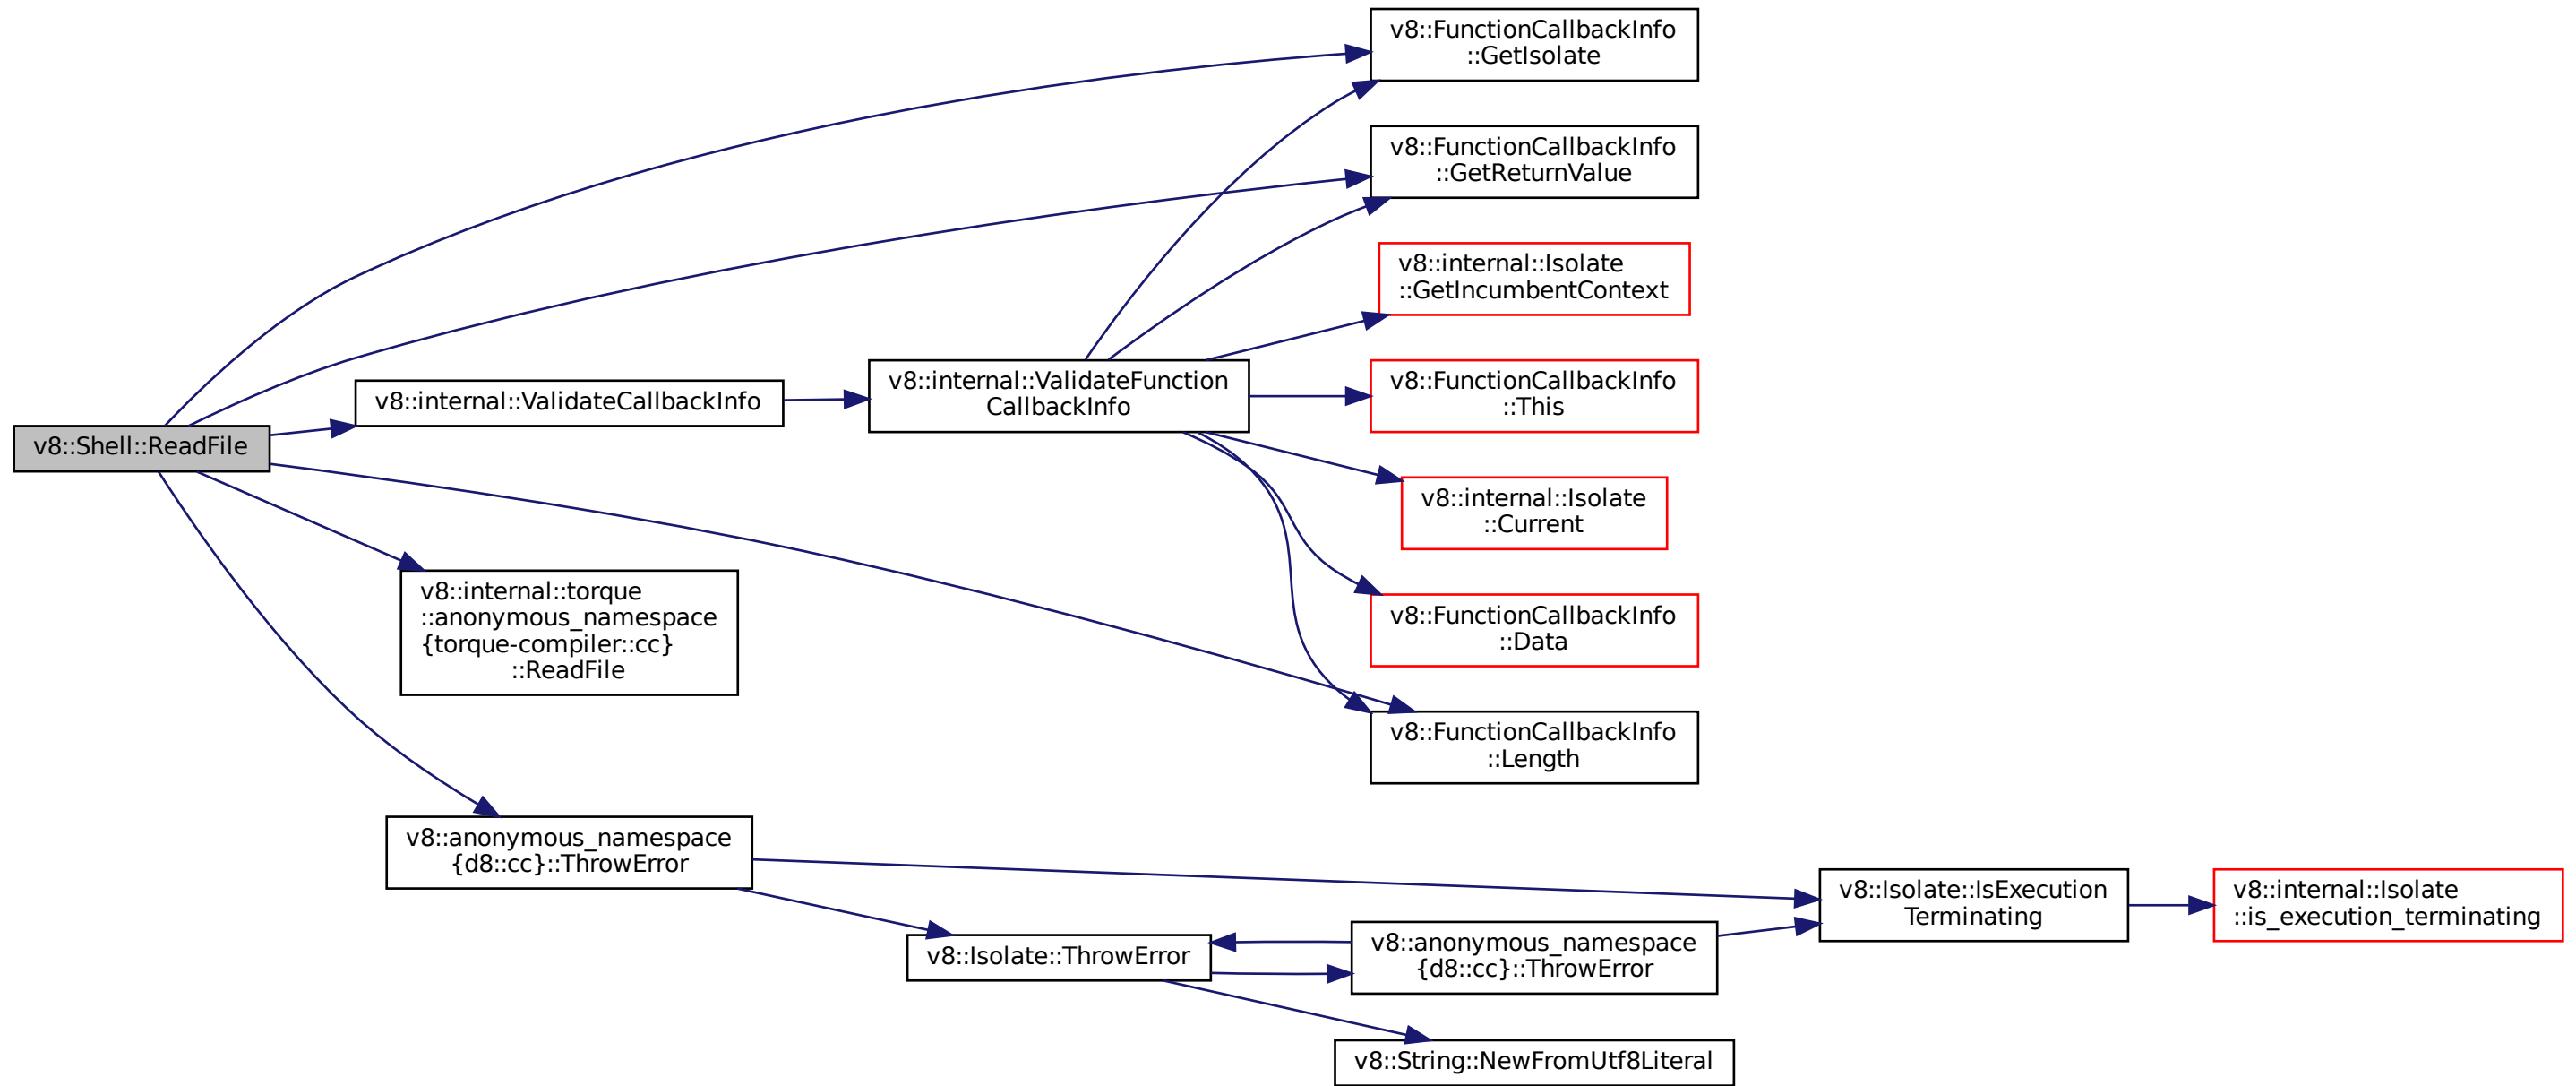 v8::Shell::ReadFile
v8::internal::ValidateCallbackInfo
v8::internal::torque
::anonymous_namespace
{torque-compiler::cc}
::ReadFile
v8::anonymous_namespace
{d8::cc}::ThrowError
v8::internal::ValidateFunction
CallbackInfo
v8::Isolate::ThrowError
v8::FunctionCallbackInfo
::GetIsolate
v8::FunctionCallbackInfo
::GetReturnValue
v8::internal::Isolate
::GetIncumbentContext
v8::FunctionCallbackInfo
::This
v8::internal::Isolate
::Current
v8::FunctionCallbackInfo
::Data
v8::FunctionCallbackInfo
::Length
v8::anonymous_namespace
{d8::cc}::ThrowError
v8::String::NewFromUtf8Literal
v8::Isolate::IsExecution
Terminating
v8::internal::Isolate
::is_execution_terminating